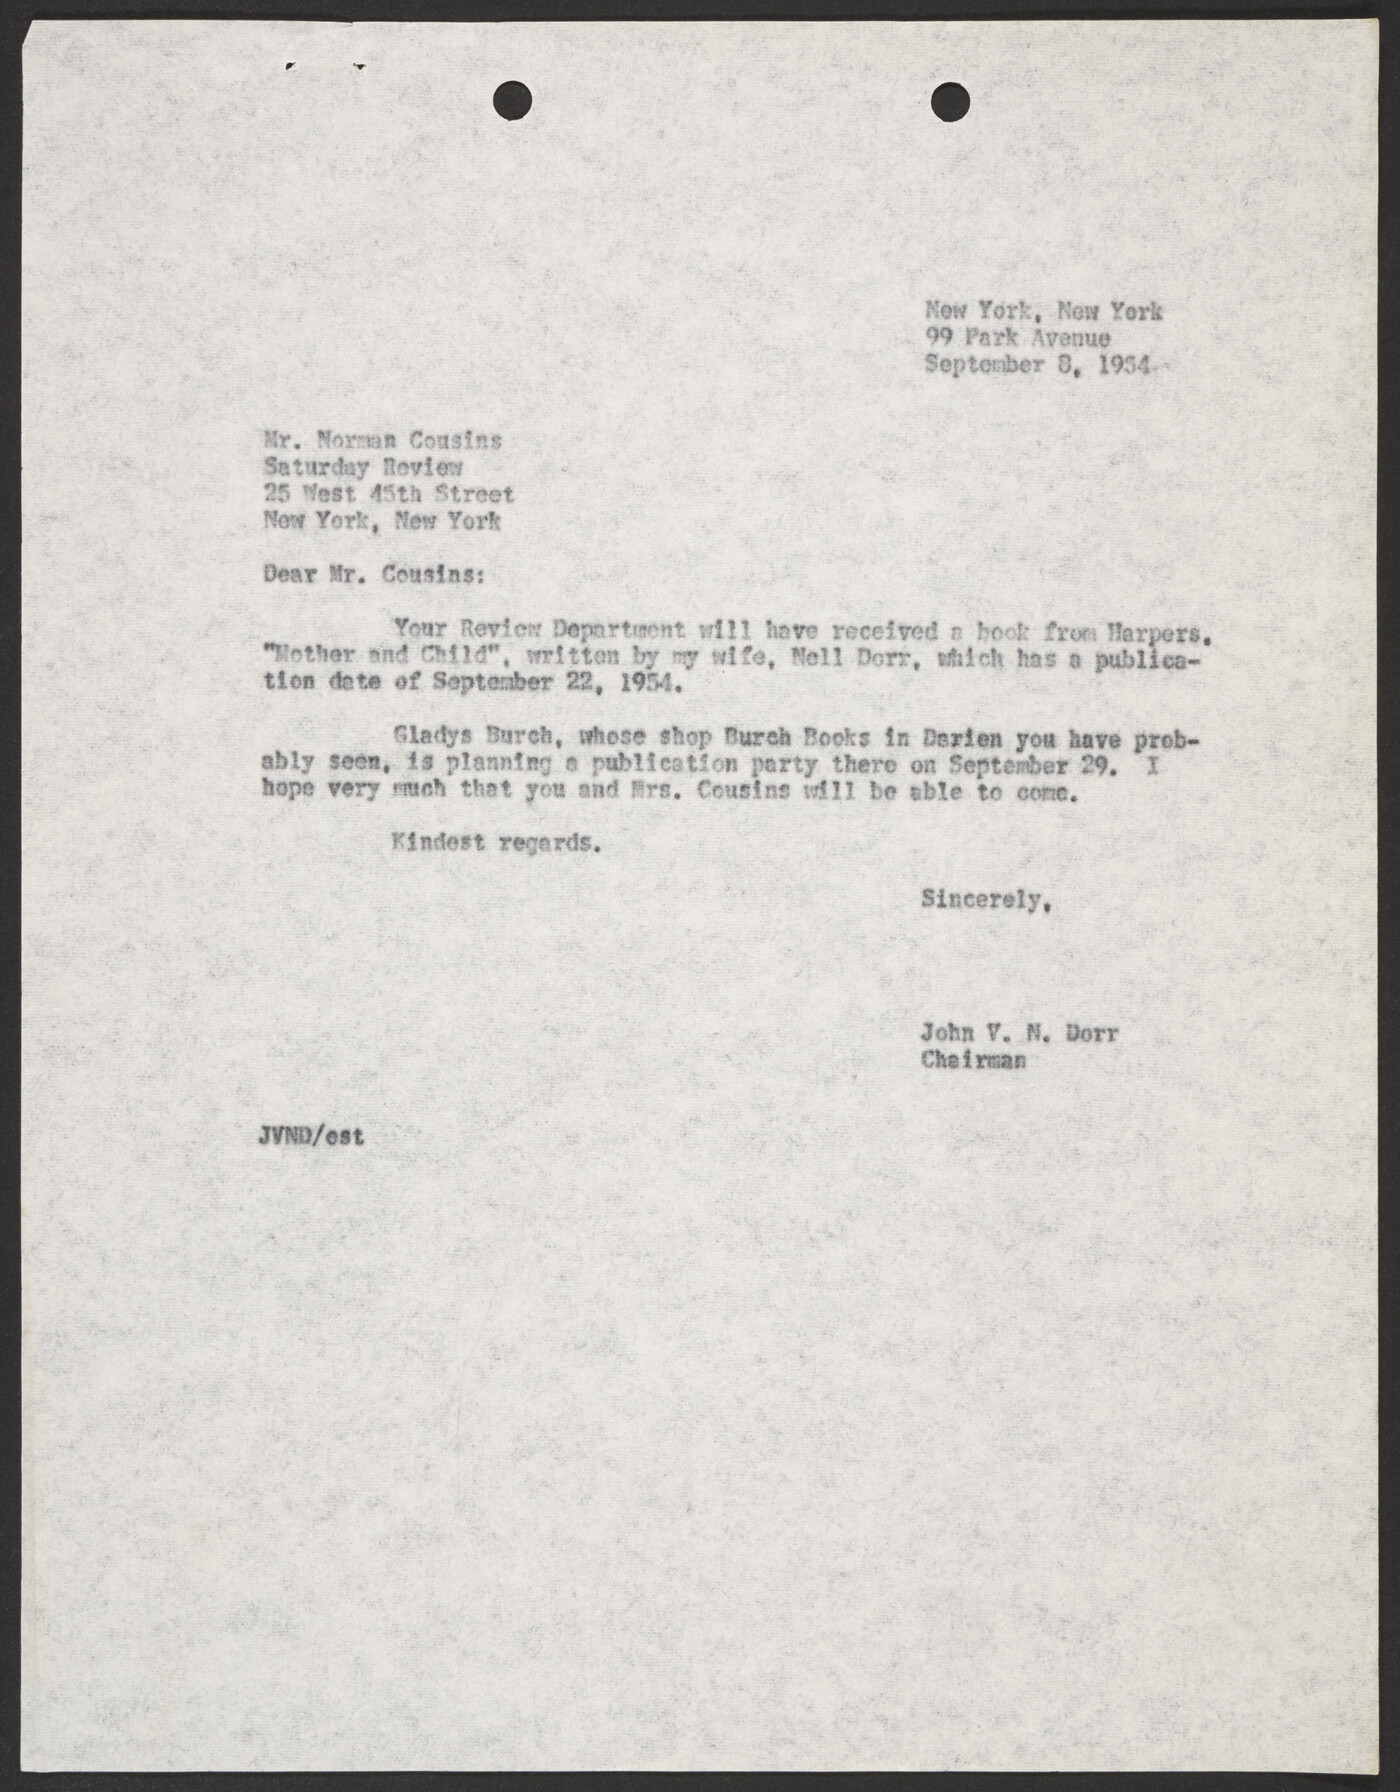 New York, New York
99 Park Avenue
September 8, 1954
Mr. Norman Cousins
Saturday Review
25 West 45th Street
New York, New York
Dear Mr. Cousins:
Your Review Department will have received a book from Harpers,
"Mother and Child", written by my wife, Nell Dorr, which has a publica-
tion date of September 22, 1954.
Gladys Burch, whose shop Burch Books in Darien you have prob-
ably seen, is planning a publication party there on September 29. I
hope very much that you and Mrs. Cousins will be able to come.
Kindest regards.
Sincerely,
John V. N. Dorr
Chairman
JVND/est